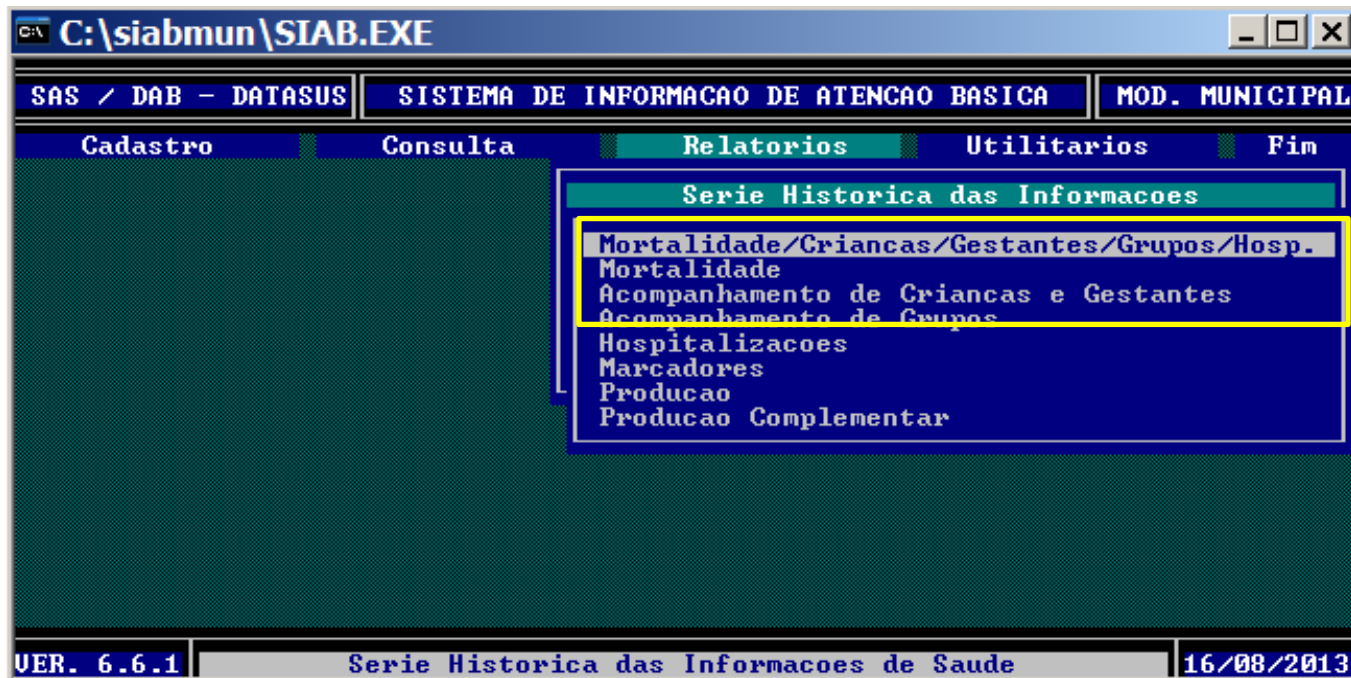 C:\siabmun\SIAB.EXE
SAS / DAB - DATASUS SISTEMA DE INFORMACAO DE ATENCAO BASICA MOD. MUNICIPAL
Cadastro Consulta Relatorios Utilitarios Fim
Serie Histórica das Informacoes
Mortalidade/Criancas/Gestantes/Grupos/Hosp.
Mortalidade
Acompanhamento de Criancas e Gestantes
Acompanhamento de Grupos
Hospitalizacoes
Marcadores
Producao
Producao Complementar
VER. 6.6.1 Serie Historica das Informacoes de Saude 16/08/2013